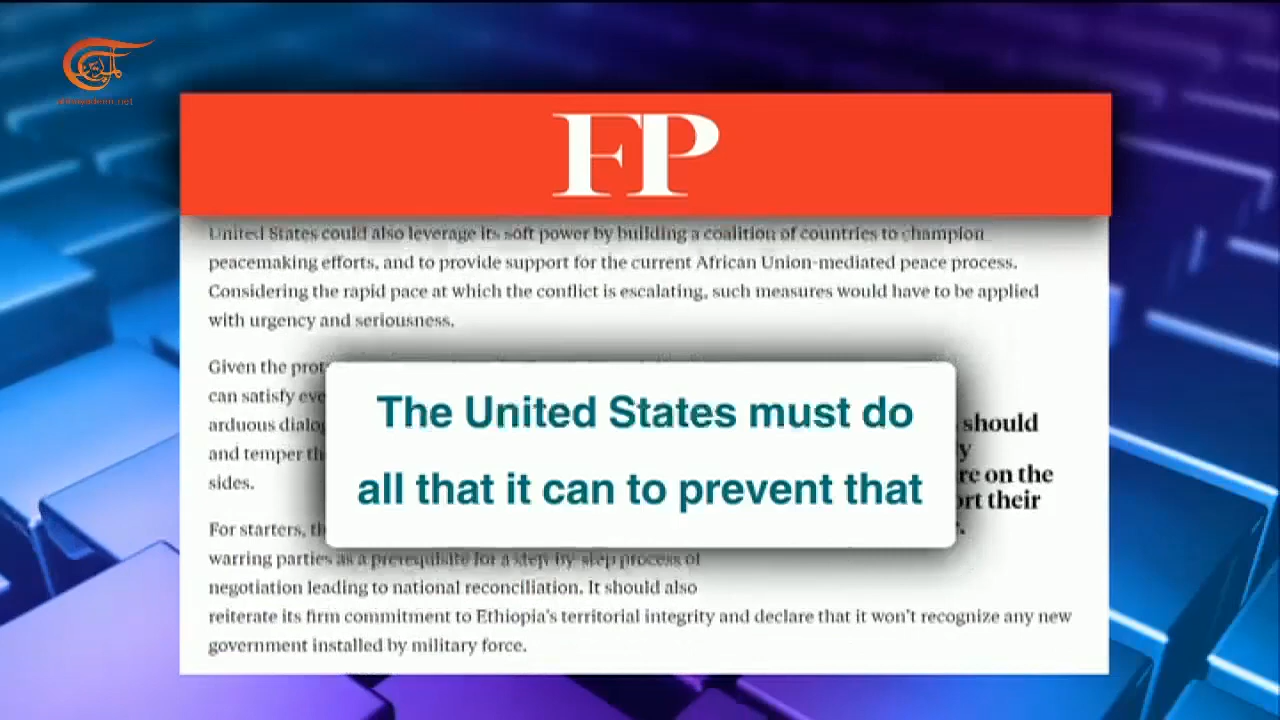 الميادين
almayadeen.net
FP
United States could also leverage its soft power by building a coalition of countries to champion
peacemaking efforts, and to provide support for the current African Union-mediated peace process.
Considering the rapid pace at which the conflict is escalating, such measures would have to be applied
with urgency and seriousness.
Given the
can satisfy
arduous
should
and temper
sides.
re on the
ort their
The United States must do
all that it can to prevent that
For starters,
warring parties as a prerequisite for a step-by-step process of
negotiation leading to national reconciliation. It should also
reiterate its firm commitment to Ethiopia's territorial integrity and declare that it won't recognize any new
government installed by military force.